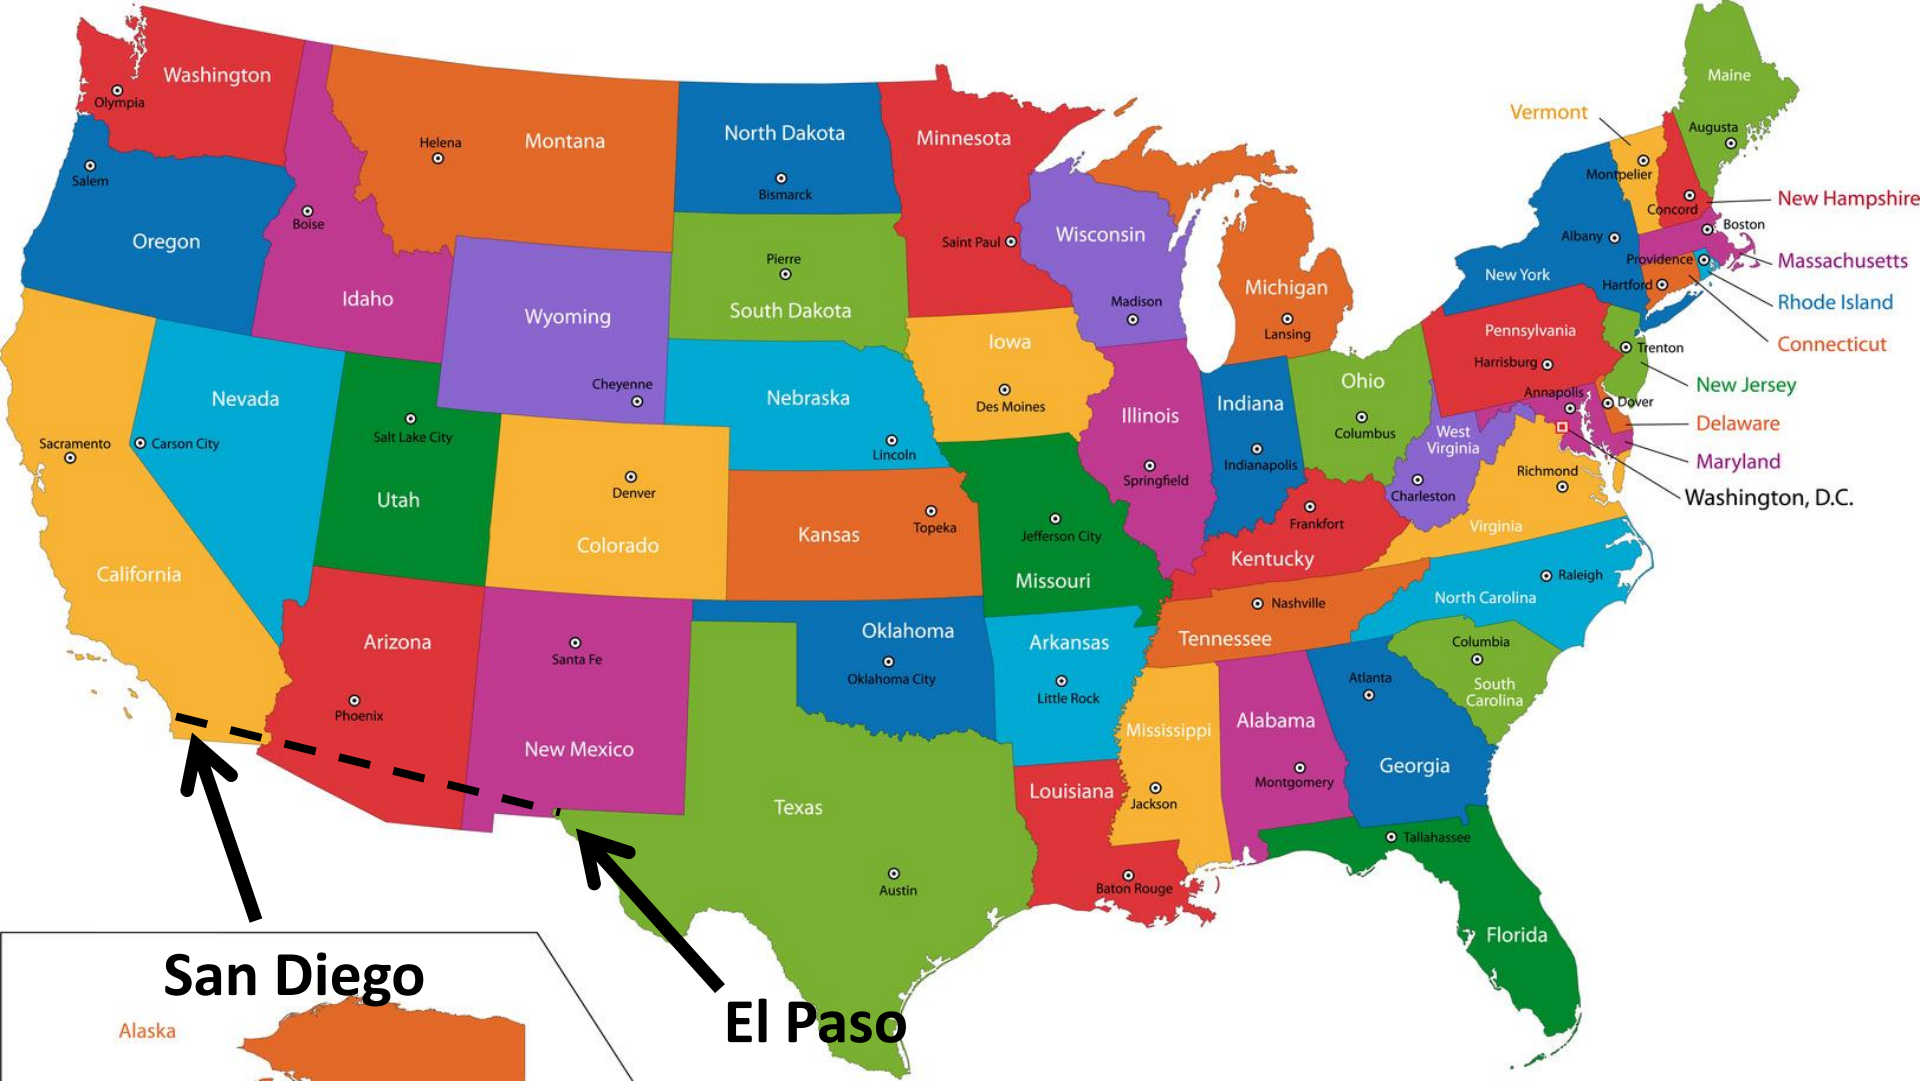 Washington
Olympia
Montana
Helena
North Dakota
Bismarck
Minnesota
Saint Paul
Wisconsin
Madison
Michigan
Lansing
Maine
Augusta
Vermont
Montpelier
Concord
New Hampshire
Boston
Massachusetts
Albany
New York
Providence
Hartford
Rhode Island
Connecticut
Salem
Oregon
Boise
Idaho
Wyoming
Cheyenne
Pierre
South Dakota
Iowa
Des Moines
Pennsylvania
Harrisburg
Trenton
New Jersey
Annapolis
Dover
Delaware
Maryland
Washington, D.C.
Sacramento
Carson City
Nevada
California
Salt Lake City
Utah
Denver
Colorado
Nebraska
Lincoln
Kansas
Topeka
Jefferson City
Missouri
Illinois
Springfield
Indiana
Indianapolis
Ohio
Columbus
West
Virginia
Charleston
Richmond
Virginia
Frankfort
Kentucky
Nashville
Tennessee
Raleigh
North Carolina
Columbia
South
Carolina
Arizona
Phoenix
Santa Fe
New Mexico
Oklahoma
Oklahoma City
Arkansas
Little Rock
Mississippi
Jackson
Alabama
Montgomery
Atlanta
Georgia
Texas
Austin
Louisiana
Baton Rouge
Tallahassee
Florida
San Diego
El Paso
Alaska